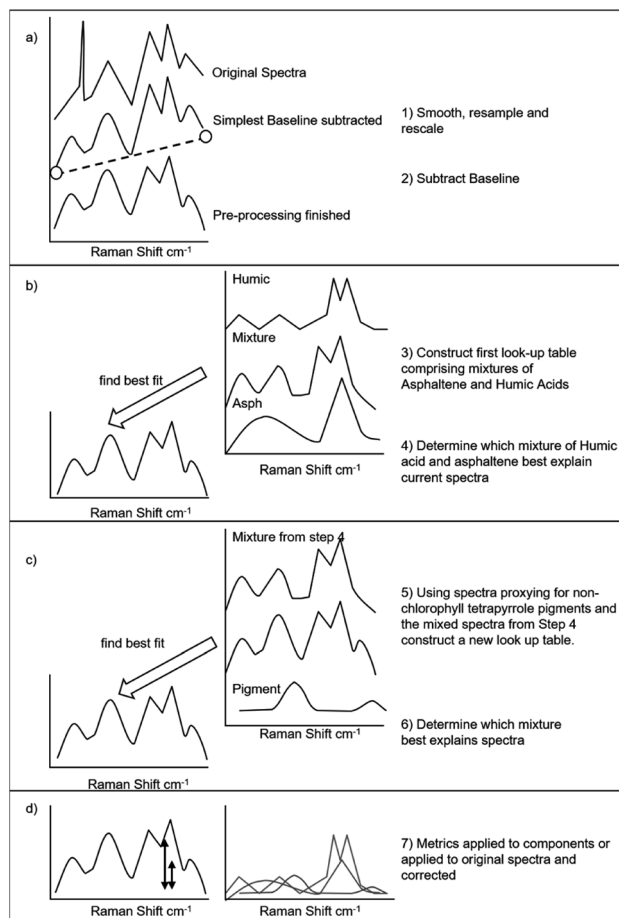 a)
Original Spectra
Simplest Baseline subtracted
Pre-processing finished
Raman Shift cm-1
1) Smooth, resample and
rescale
2) Subtract Baseline
b)
find best fit
Raman Shift cm-1
Humic
Mixture
Asph
Raman Shift cm-1
3) Construct first look-up table
comprising mixtures of
Asphaltene and Humic Acids
4) Determine which mixture of Humic
acid and asphaltene best explain
current spectra
c)
find best fit
Raman Shift cm-1
Mixture from step 4
Pigment
Raman Shift cm-1
5) Using spectra proxying for non-
chlorophyll tetrapyrrole pigments and
the mixed spectra from Step 4
construct a new look up table.
6) Determine which mixture
best explains spectra
d)
Raman Shift cm-1
Raman Shift cm-1
7) Metrics applied to components or
applied to original spectra and
corrected